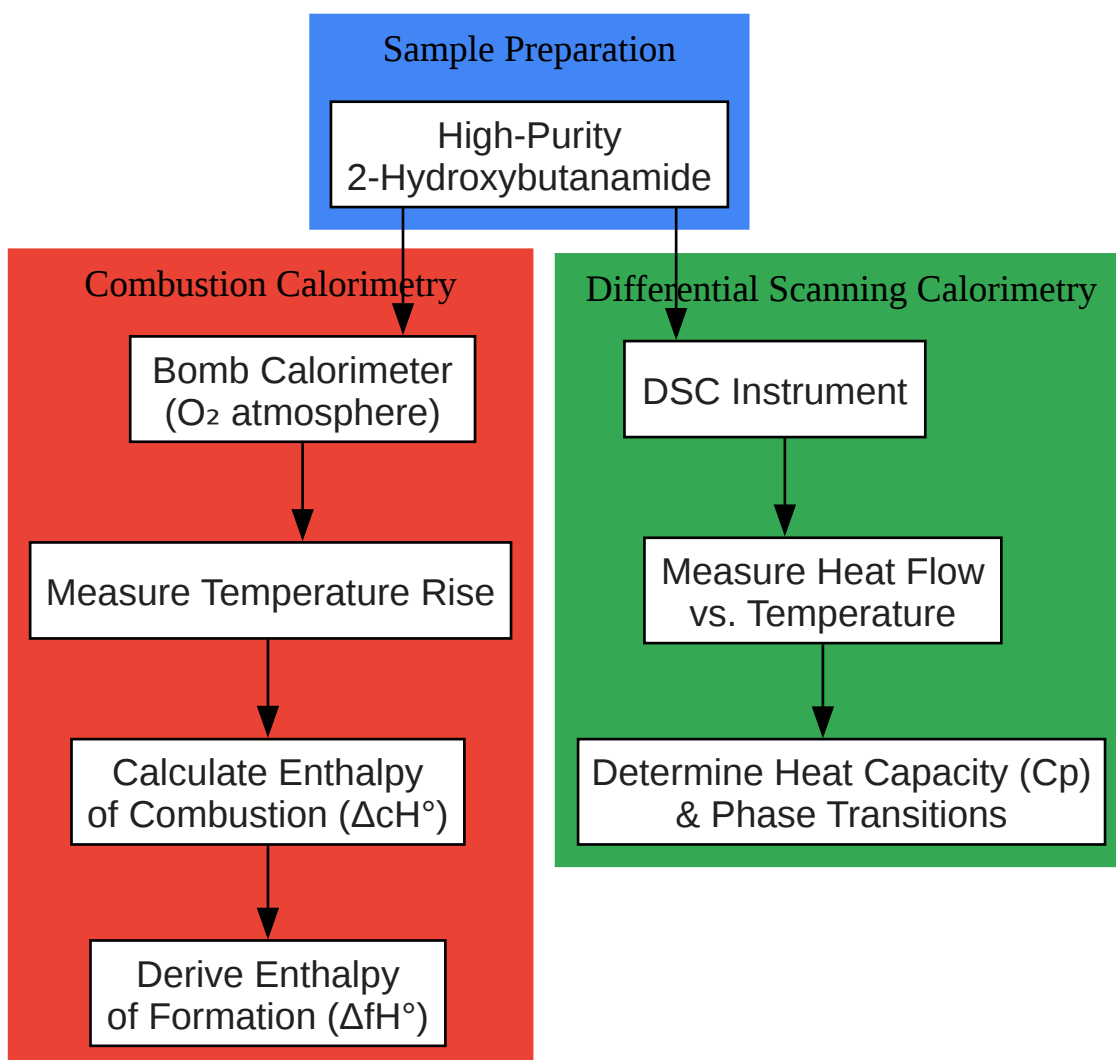 Sample Preparation
High-Purity
2-Hydroxybutanamide
Combustion Calorimetry
Bomb Calorimeter
(O₂ atmosphere)
Measure Temperature Rise
Calculate Enthalpy
of Combustion (ΔcH°)
Derive Enthalpy
of Formation (ΔfH°)
Differential Scanning Calorimetry
DSC Instrument
Measure Heat Flow
vs. Temperature
Determine Heat Capacity (Cp)
& Phase Transitions